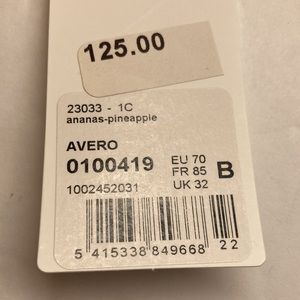 125.00
23033 - 1C
ananas-pineapple
AVERO
0100419 EU 70 FR 85 UK 32 B
1002452031
5 415338 849668 22